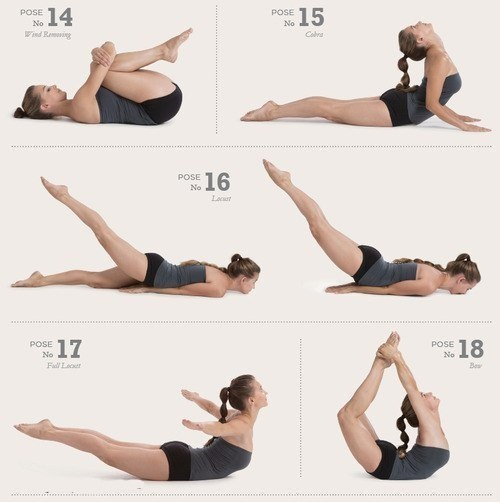 POSE No 14
Wind Removing
POSE No 15
Cobra
POSE No 16
Locust
POSE No 17
Full Locust
POSE No 18
Bow